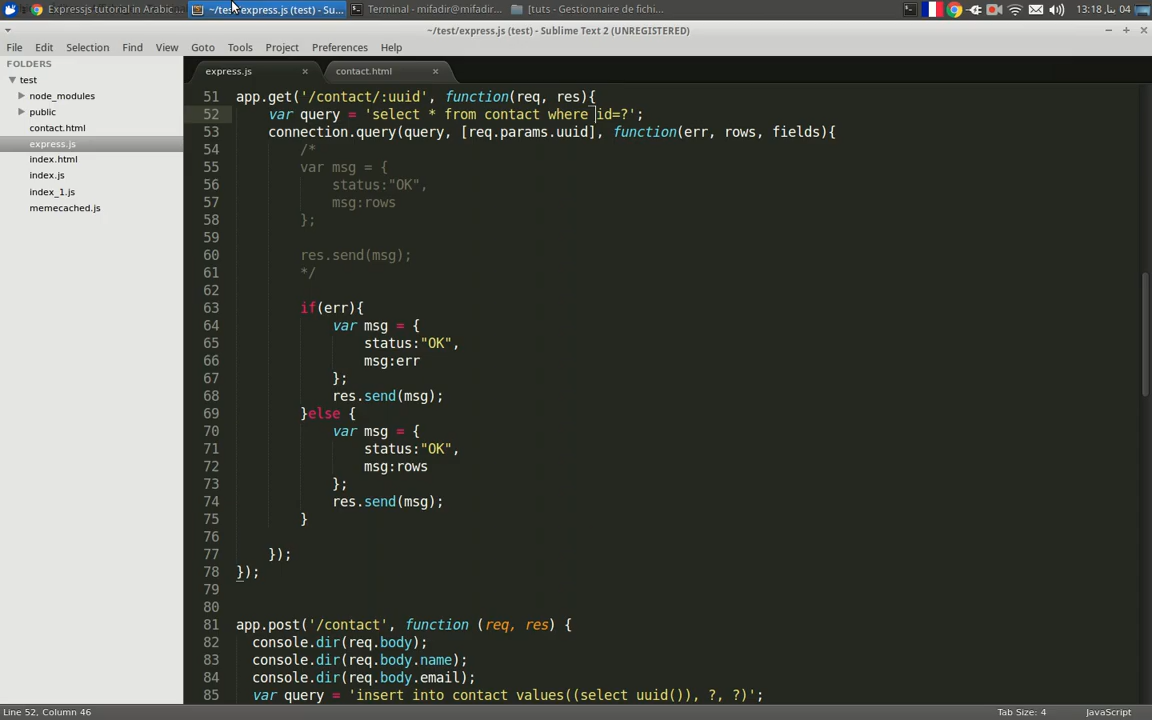 Expressjs tutorial in Arabic ...
~/test/express.js (test) - Su...
Terminal - mifadir@mifadir...
[tuts - Gestionnaire de fichi...
04 ينا, 13:18
~/test/express.js (test) - Sublime Text 2 (UNREGISTERED)
File Edit Selection Find View Goto Tools Project Preferences Help
FOLDERS
test
node_modules
public
contact.html
express.js
index.html
index.js
index_1.js
memecached.js
express.js
contact.html
51 app.get('/contact/:uuid', function(req, res){
52 var query = 'select * from contact where id=?';
53 connection.query(query, [req.params.uuid], function(err, rows, fields){
54 /*
55 var msg = {
56 status:"OK",
57 msg:rows
58 };
59
60 res.send(msg);
61 */
62
63 if(err){
64 var msg = {
65 status:"OK",
66 msg:err
67 };
68 res.send(msg);
69 }else {
70 var msg = {
71 status:"OK",
72 msg:rows
73 };
74 res.send(msg);
75 }
76
77 });
78 });
79
80
81 app.post('/contact', function (req, res) {
82 console.dir(req.body);
83 console.dir(req.body.name);
84 console.dir(req.body.email);
85 var query = 'insert into contact values((select uuid()), ?, ?)';
Line 52, Column 46
Tab Size: 4
JavaScript